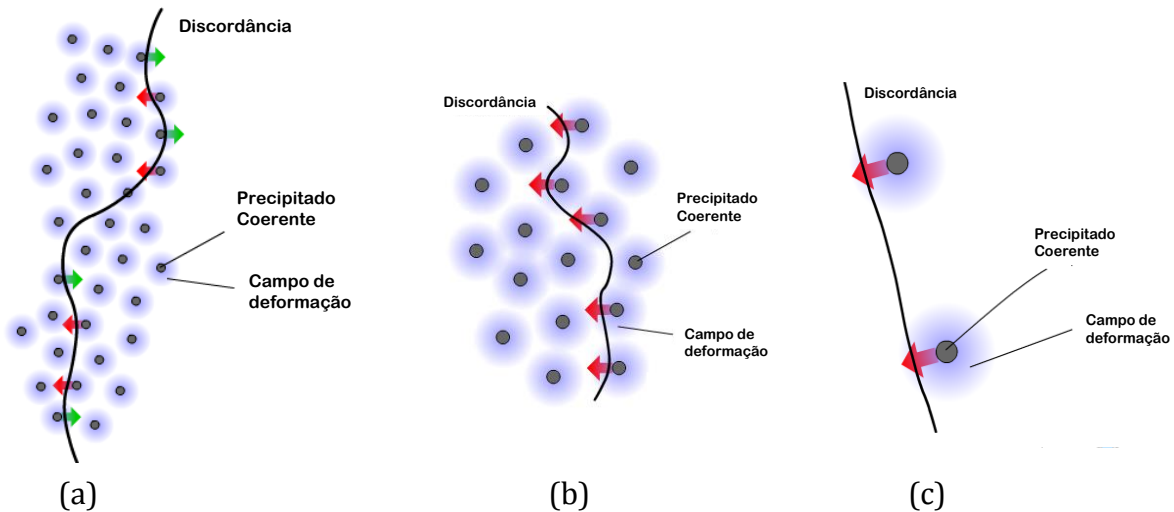 Discordância
Precipitado
Coerente
Campo de
deformação
(a)
Discordância
Precipitado
Coerente
Campo de
deformação
(b)
Discordância
Precipitado
Coerente
Campo de
deformação
(c)